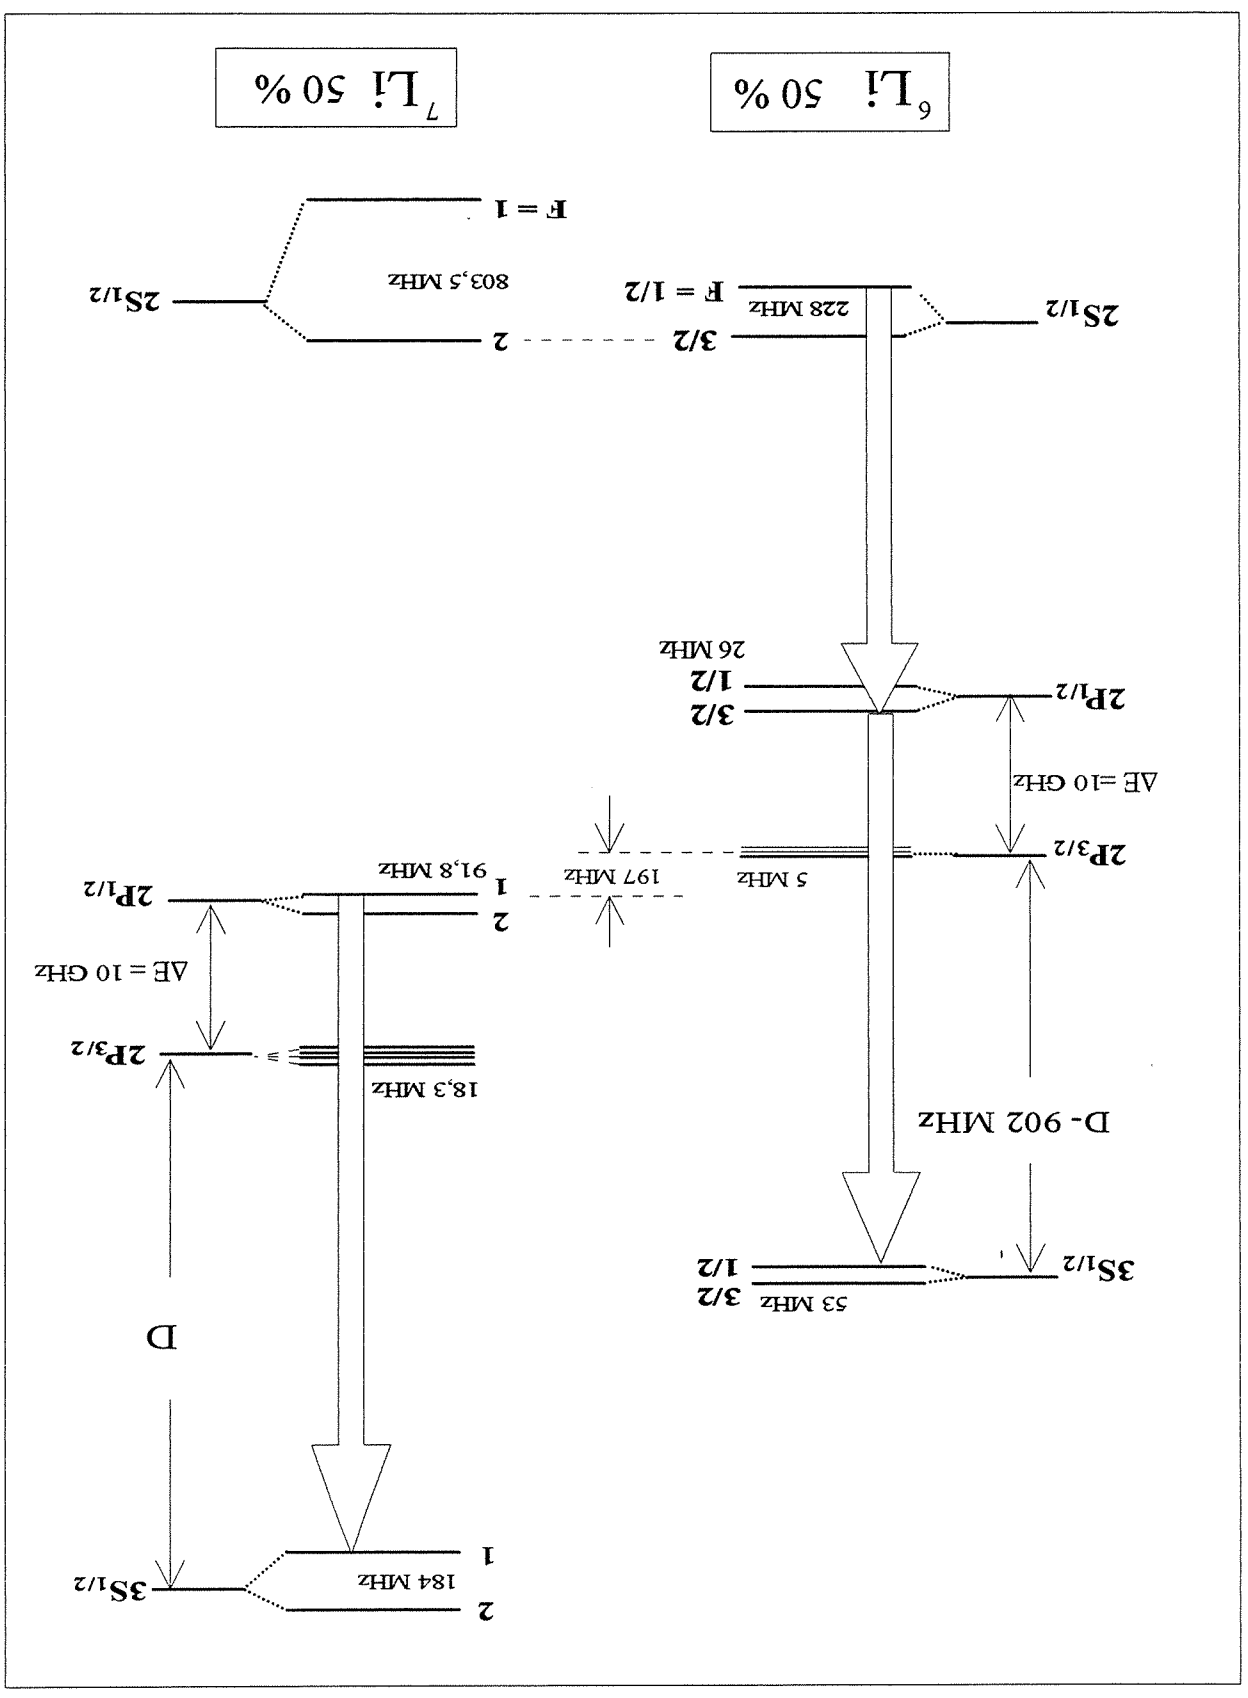 2
3S1/2
184 MHz
1
D
53 MHz
3/2
3S1/2
1/2
D- 902 MHz
18,3 MHz
2P3/2
ΔE = 10 GHz
2
2P1/2
1
91,8 MHz
197 MHz
5 MHz
2P3/2
ΔE =10 GHz
3/2
2P1/2
1/2
26 MHz
2
3/2
2S1/2
228 MHz
F = 1/2
2S1/2
803,5 MHz
F = 1
6Li 50 %
7Li 50 %